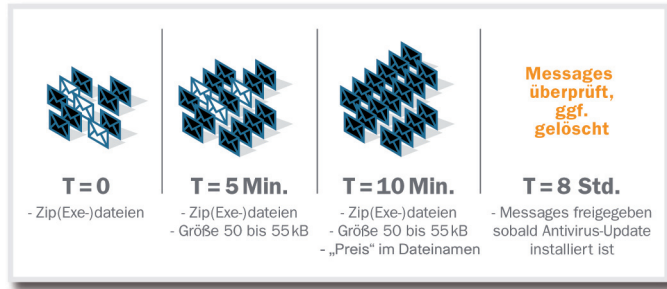 Messages
überprüft,
ggf.
gelöscht
T = 0
- Zip(Exe-)dateien
T = 5 Min.
- Zip(Exe-)dateien
- Größe 50 bis 55 kB
T = 10 Min.
- Zip(Exe-)dateien
- Größe 50 bis 55 kB
- „Preis“ im Dateinamen
T = 8 Std.
- Messages freigegeben
sobald Antivirus-Update
installiert ist